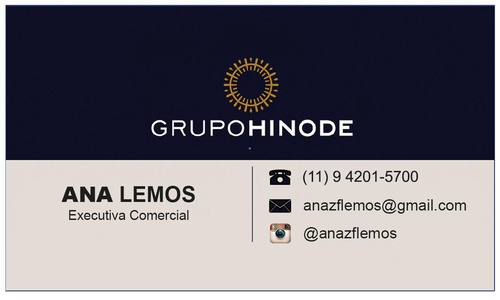 GRUPOHINODE
ANA LEMOS
Executiva Comercial
(11) 9 4201-5700
anazflemos@gmail.com
@anazflemos